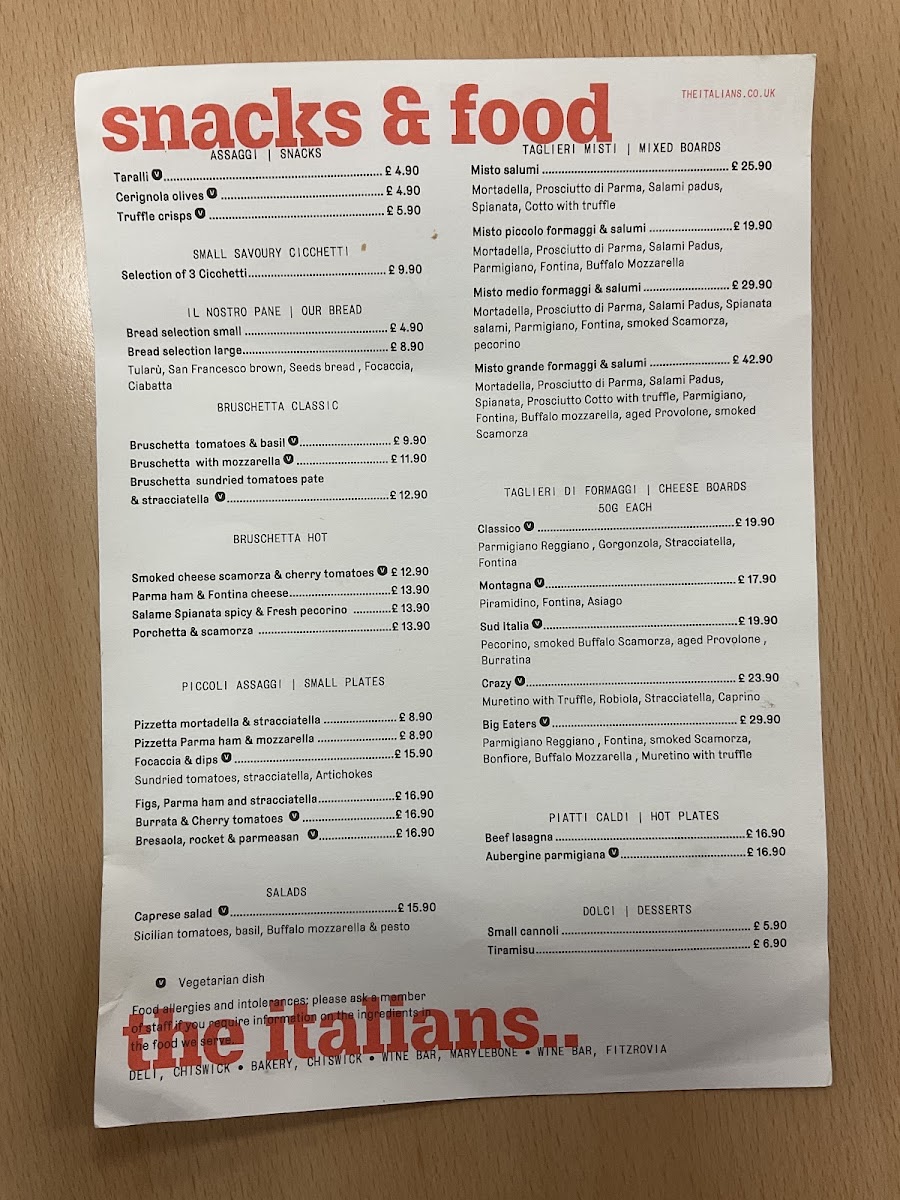 snacks & food
THEITALIANS.CO.UK
ASSAGGI | SNACKS
Taralli V £ 4.90
Cerignola olives V £ 4.90
Truffle crisps V £ 5.90
SMALL SAVOURY CICCHETTI
Selection of 3 Cicchetti £ 9.90
IL NOSTRO PANE | OUR BREAD
Bread selection small £ 4.90
Bread selection large £ 8.90
Tularù, San Francesco brown, Seeds bread , Focaccia,
Ciabatta
BRUSCHETTA CLASSIC
Bruschetta tomatoes & basil V £ 9.90
Bruschetta with mozzarella V £ 11.90
Bruschetta sundried tomatoes pate
& stracciatella V £ 12.90
BRUSCHETTA HOT
Smoked cheese scamorza & cherry tomatoes V £ 12.90
Parma ham & Fontina cheese £ 13.90
Salame Spianata spicy & Fresh pecorino £ 13.90
Porchetta & scamorza £ 13.90
PICCOLI ASSAGGI | SMALL PLATES
Pizzetta mortadella & stracciatella £ 8.90
Pizzetta Parma ham & mozzarella £ 8.90
Focaccia & dips V £ 15.90
Sundried tomatoes, stracciatella, Artichokes
Figs, Parma ham and stracciatella £ 16.90
Burrata & Cherry tomatoes V £ 16.90
Bresaola, rocket & parmeasan V £ 16.90
SALADS
Caprese salad V £ 15.90
Sicilian tomatoes, basil, Buffalo mozzarella & pesto
V Vegetarian dish
Food allergies and intolerances: please ask a member
of staff if you require information on the ingredients in
the food we serve.
TAGLIERI MISTI | MIXED BOARDS
Misto salumi £ 25.90
Mortadella, Prosciutto di Parma, Salami padus,
Spianata, Cotto with truffle
Misto piccolo formaggi & salumi £ 19.90
Mortadella, Prosciutto di Parma, Salami Padus,
Parmigiano, Fontina, Buffalo Mozzarella
Misto medio formaggi & salumi £ 29.90
Mortadella, Prosciutto di Parma, Salami Padus, Spianata
salami, Parmigiano, Fontina, smoked Scamorza,
pecorino
Misto grande formaggi & salumi £ 42.90
Mortadella, Prosciutto di Parma, Salami Padus,
Spianata, Prosciutto Cotto with truffle, Parmigiano,
Fontina, Buffalo mozzarella, aged Provolone, smoked
Scamorza
TAGLIERI DI FORMAGGI | CHEESE BOARDS
50G EACH
Classico V £ 19.90
Parmigiano Reggiano , Gorgonzola, Stracciatella,
Fontina
Montagna V £ 17.90
Piramidino, Fontina, Asiago
Sud Italia V £ 19.90
Pecorino, smoked Buffalo Scamorza, aged Provolone ,
Burratina
Crazy V £ 23.90
Muretino with Truffle, Robiola, Stracciatella, Caprino
Big Eaters V £ 29.90
Parmigiano Reggiano , Fontina, smoked Scamorza,
Bonfiore, Buffalo Mozzarella , Muretino with truffle
PIATTI CALDI | HOT PLATES
Beef lasagna £ 16.90
Aubergine parmigiana V £ 16.90
DOLCI | DESSERTS
Small cannoli £ 5.90
Tiramisu £ 6.90
the italians..
DELI, CHISWICK • BAKERY, CHISWICK • WINE BAR, MARYLEBONE • WINE BAR, FITZROVIA